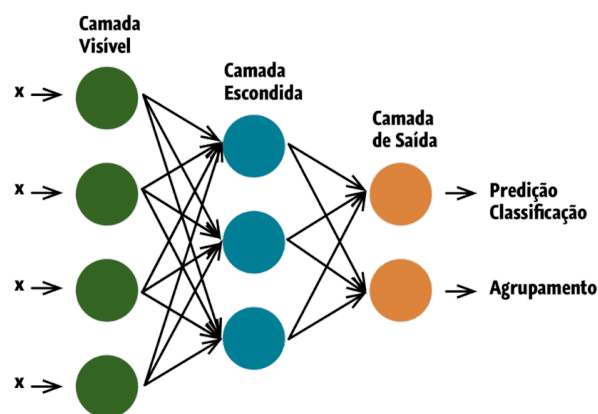 Camada
Visível
Camada
Escondida
Camada
de Saída
x
x
x
x
Predição
Classificação
Agrupamento